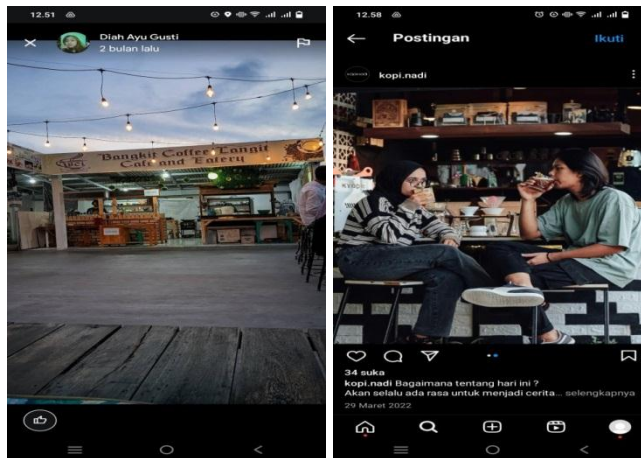 12.51
Diah Ayu Gusti
2 bulan lalu
Bangkit Coffee Langit
Cafe and Eatery
12.58
Postingan
Ikuti
kopi.nadi
34 suka
kopi.nadi Bagaimana tentang hari ini ?
Akan selalu ada rasa untuk menjadi cerita... selengkapnya
29 Maret 2022